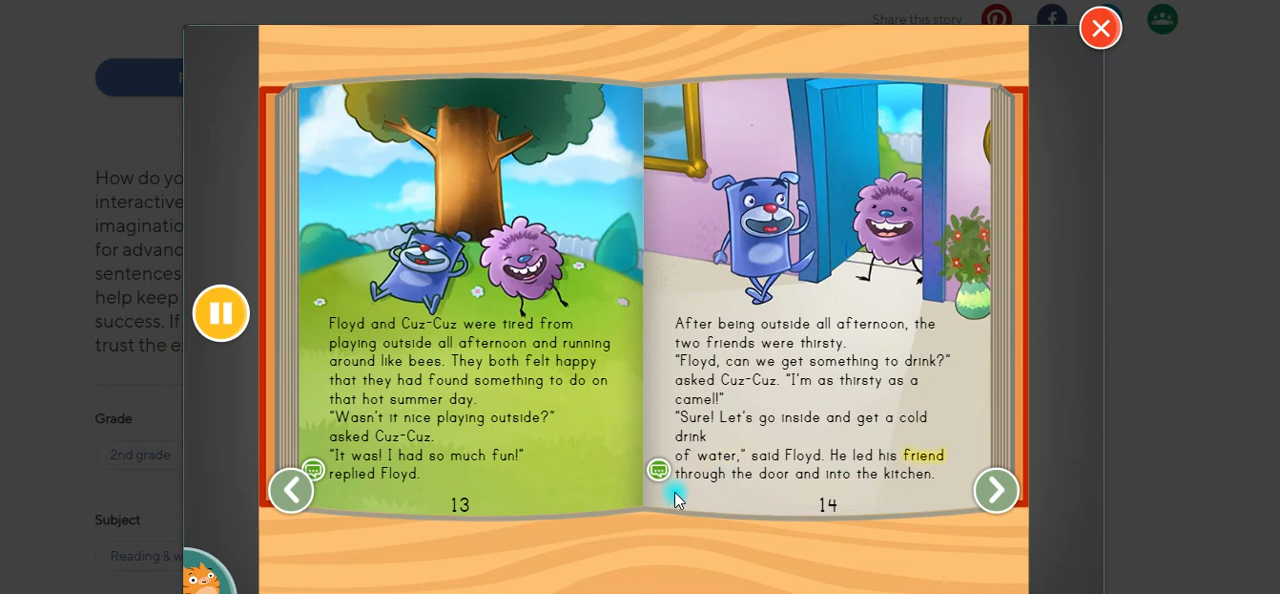 Share this story
How do yo
interactive
imaginatio
for advanc
sentences
help keep
success. If
trust the e
Grade
2nd grade
Subject
Reading & w
Floyd and Cuz-Cuz were tired from
playing outside all afternoon and running
around like bees. They both felt happy
that they had found something to do on
that hot summer day.
"Wasn't it nice playing outside?"
asked Cuz-Cuz.
"It was! I had so much fun!"
replied Floyd.
13
After being outside all afternoon, the
two friends were thirsty.
"Floyd, can we get something to drink?"
asked Cuz-Cuz. "I'm as thirsty as a
camel!"
"Sure! Let's go inside and get a cold
drink
of water," said Floyd. He led his friend
through the door and into the kitchen.
14